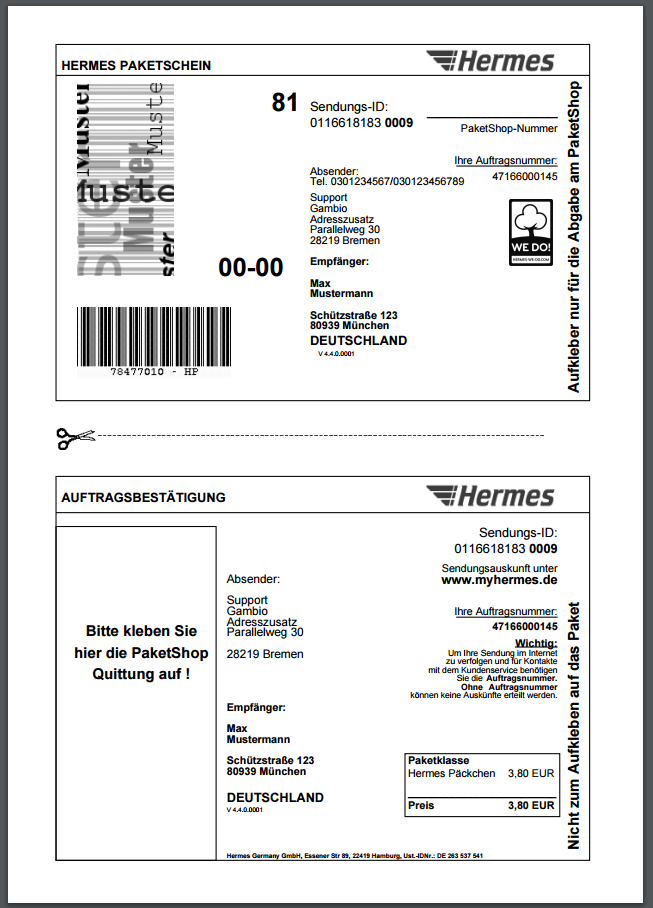 HERMES PAKETSCHEIN
Hermes
Muster
Muste
Muster
Muste
ster
81
Sendungs-ID:
0116618183 0009
PaketShop-Nummer
Ihre Auftragsnummer:
47166000145
Absender:
Tel. 0301234567/030123456789
Support
Gambio
Adresszusatz
Parallelweg 30
28219 Bremen
WE DO!
HERMES-WE-DO.COM
00-00
Empfänger:
Max
Mustermann
Schützstraße 123
80939 München
DEUTSCHLAND
V 4.4.0.0001
78477010 - HP
Aufkleber nur für die Abgabe am PaketShop
AUFTRAGSBESTÄTIGUNG
Hermes
Bitte kleben Sie
hier die PaketShop
Quittung auf !
Absender:
Support
Gambio
Adresszusatz
Parallelweg 30
28219 Bremen
Empfänger:
Max
Mustermann
Schützstraße 123
80939 München
DEUTSCHLAND
V 4.4.0.0001
Sendungs-ID:
0116618183 0009
Sendungsauskunft unter
www.myhermes.de
Ihre Auftragsnummer:
47166000145
Wichtig:
Um Ihre Sendung im Internet
zu verfolgen und für Kontakte
mit dem Kundenservice benötigen
Sie die Auftragsnummer.
Ohne Auftragsnummer
können keine Auskünfte erteilt werden.
Paketklasse
Hermes Päckchen 3,80 EUR
Preis 3,80 EUR
Nicht zum Aufkleben auf das Paket
Hermes Germany GmbH, Essener Str 89, 22419 Hamburg, Ust.-IDNr.: DE 263 537 541